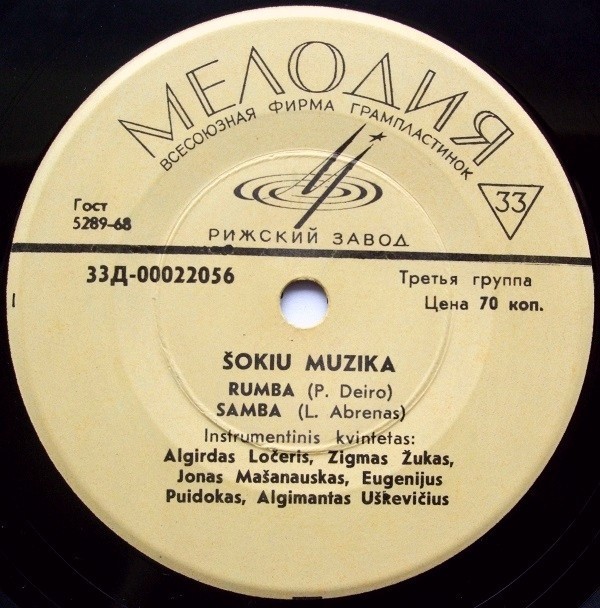 МЕЛОДИЯ
ВСЕСОЮЗНАЯ ФИРМА ГРАМПЛАСТИНОК
33
Гост
5289-68
РИЖСКИЙ ЗАВОД
33Д-00022056
Третья группа
Цена 70 коп.
ŠOKIU MUZIKA
RUMBA (P. Deiro)
SAMBA (L. Abrenas)
Instrumentinis kvintetas:
Algirdas Ločeris, Zigmas Žukas,
Jonas Mašanauskas, Eugenijus
Puidokas, Algimantas Uškevičius